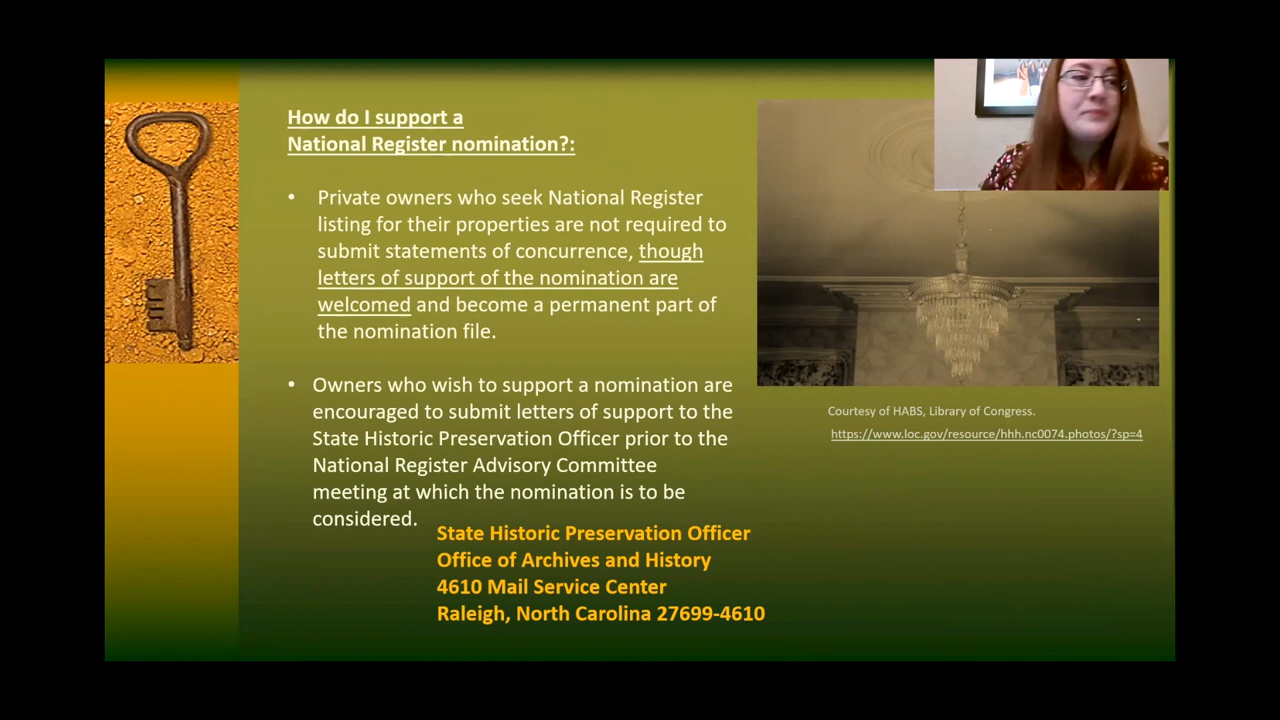 How do I support a
National Register nomination?:
• Private owners who seek National Register
listing for their properties are not required to
submit statements of concurrence, though
letters of support of the nomination are
welcomed and become a permanent part of
the nomination file.
• Owners who wish to support a nomination are
encouraged to submit letters of support to the
State Historic Preservation Officer prior to the
National Register Advisory Committee
meeting at which the nomination is to be
considered.
State Historic Preservation Officer
Office of Archives and History
4610 Mail Service Center
Raleigh, North Carolina 27699-4610
Courtesy of HABS, Library of Congress.
https://www.loc.gov/resource/hhh.nc0074.photos/?sp=4